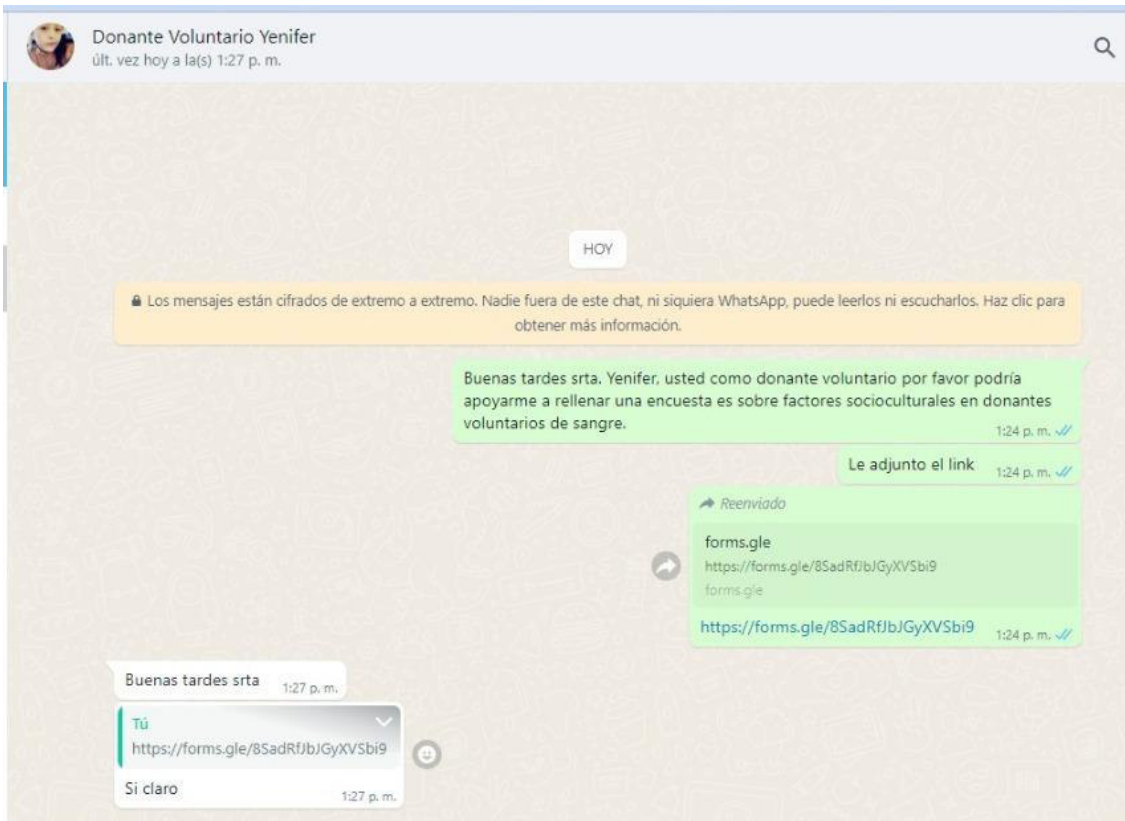 Donante Voluntario Yenifer
últ. vez hoy a la(s) 1:27 p. m.
HOY
Los mensajes están cifrados de extremo a extremo. Nadie fuera de este chat, ni siquiera WhatsApp, puede leerlos ni escucharlos. Haz clic para
obtener más información.
Buenas tardes srta. Yenifer, usted como donante voluntario por favor podría
apoyarme a rellenar una encuesta es sobre factores socioculturales en donantes
voluntarios de sangre.
1:24 p. m.
Le adjunto el link 1:24 p. m.
Reenviado
forms.gle
https://forms.gle/8SadRfJbJGyXVSbi9
forms.gle
https://forms.gle/8SadRfJbJGyXVSbi9 1:24 p. m.
Buenas tardes srta 1:27 p. m.
Tú
https://forms.gle/8SadRfJbJGyXVSbi9
Si claro 1:27 p. m.